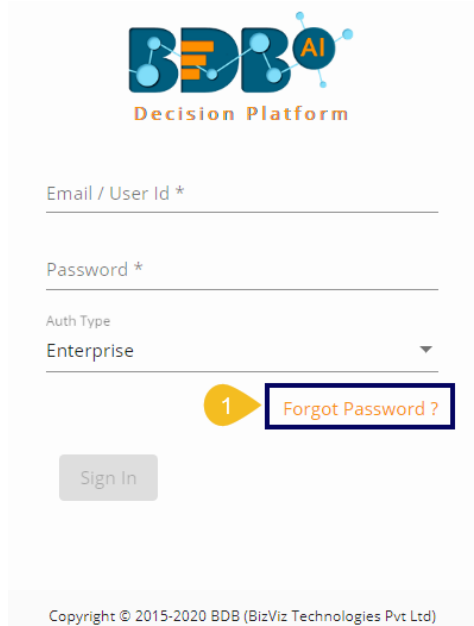 BDB AI
Decision Platform
Email / User Id *
Password *
Auth Type
Enterprise
1 Forgot Password ?
Sign In
Copyright © 2015-2020 BDB (BizViz Technologies Pvt Ltd)